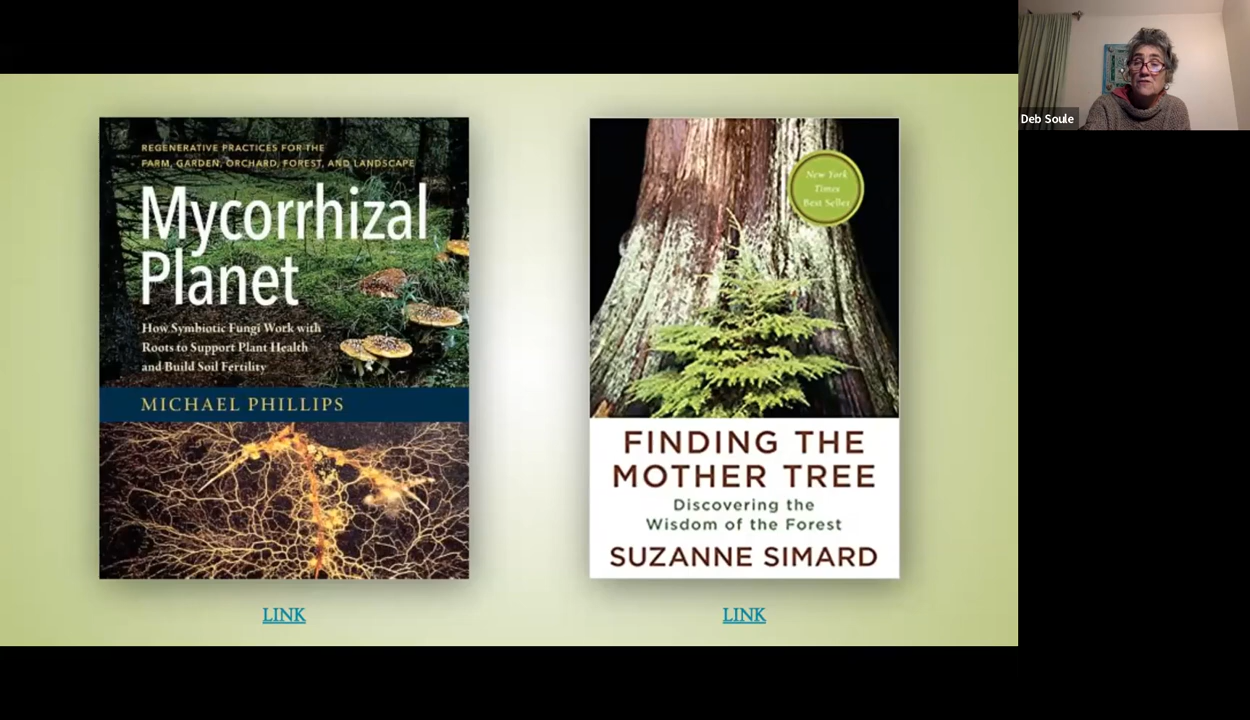 REGENERATIVE PRACTICES FOR THE
FARM, GARDEN, ORCHARD, FOREST, AND LANDSCAPE
Mycorrhizal
Planet
How Symbiotic Fungi Work with
Roots to Support Plant Health
and Build Soil Fertility
MICHAEL PHILLIPS
LINK
New York
Times
Best Seller
FINDING THE
MOTHER TREE
Discovering the
Wisdom of the Forest
SUZANNE SIMARD
LINK
Deb Soule